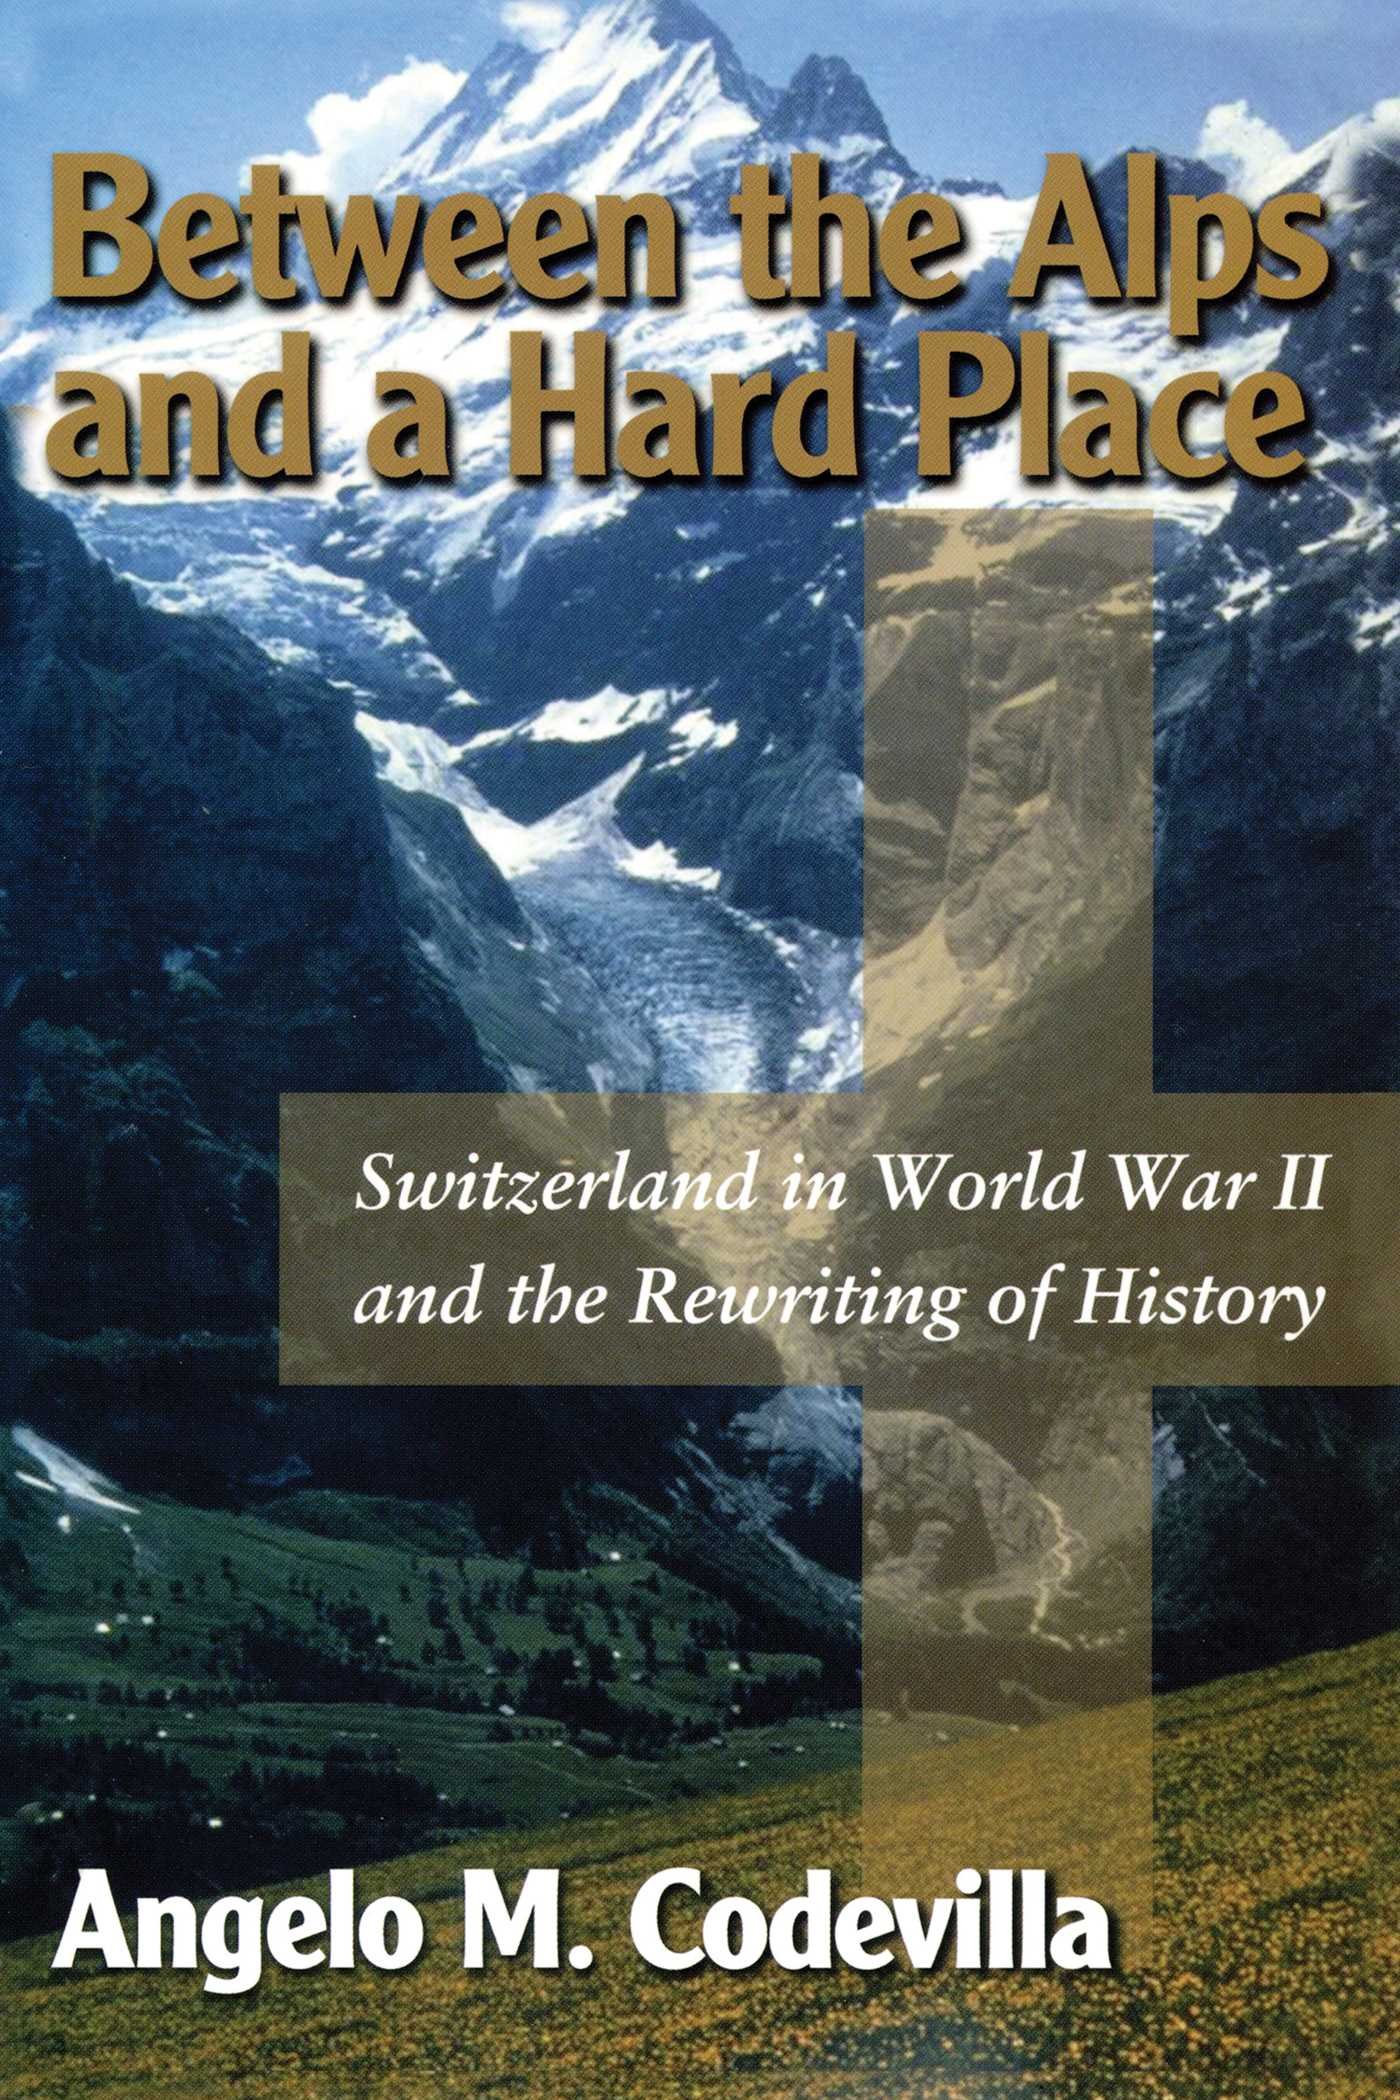 Between the Alps
and a Hard Place
Switzerland in World War II
and the Rewriting of History
Angelo M. Codevilla